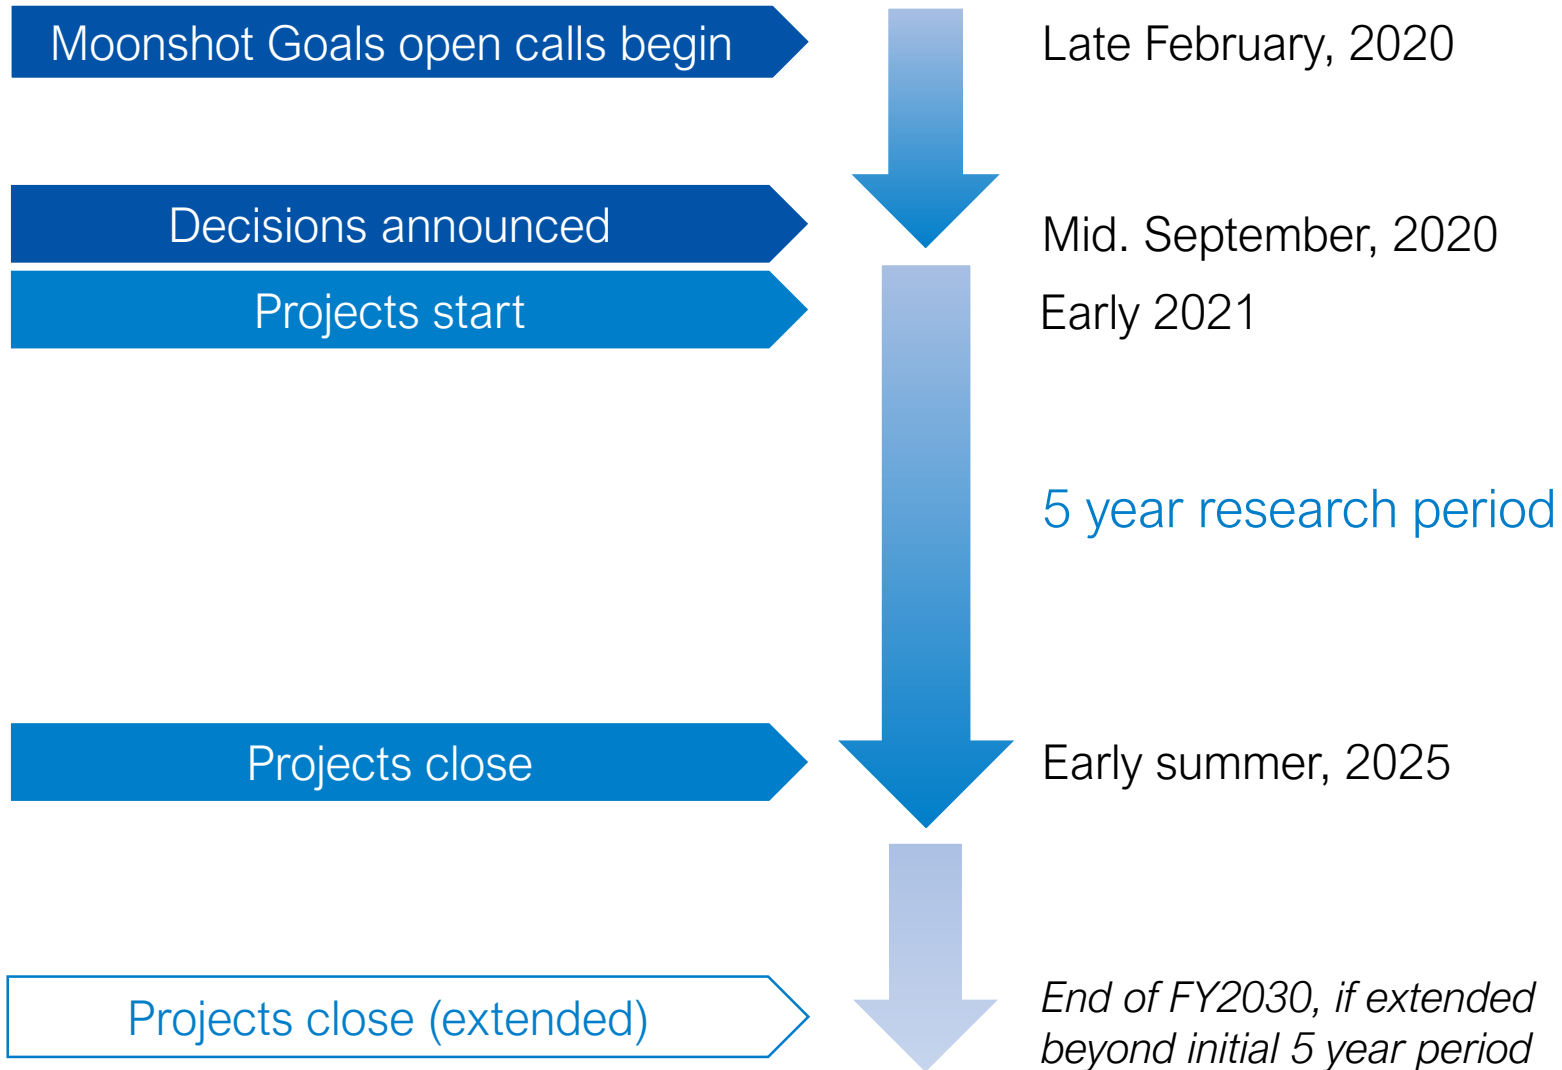 Moonshot Goals open calls begin
Late February, 2020
Decisions announced
Mid. September, 2020
Projects start
Early 2021
5 year research period
Projects close
Early summer, 2025
Projects close (extended)
End of FY2030, if extended
beyond initial 5 year period